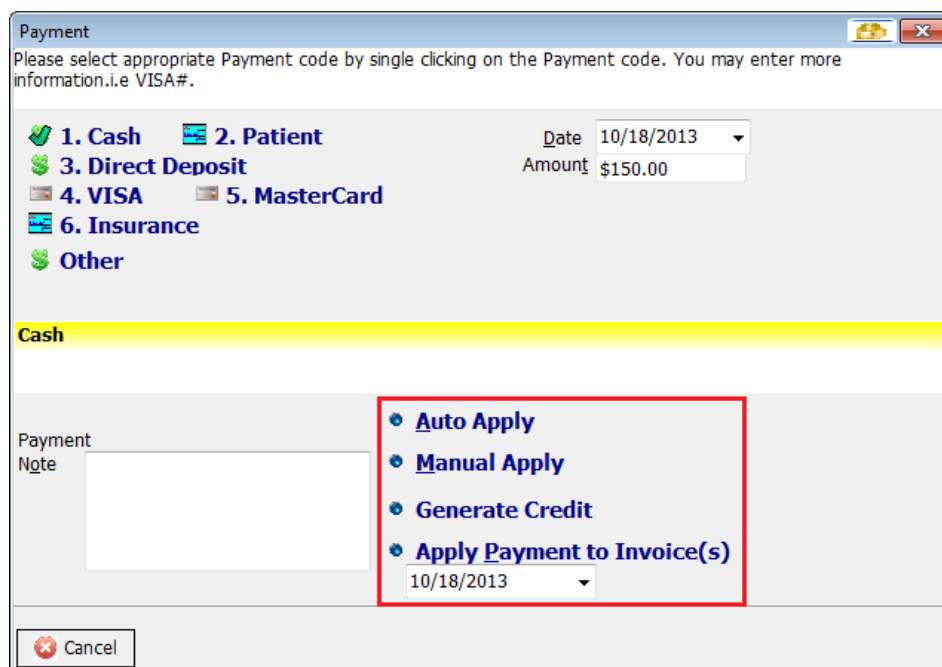 Payment
Please select appropriate Payment code by single clicking on the Payment code. You may enter more
information.i.e VISA#.
1. Cash 2. Patient
Date 10/18/2013
3. Direct Deposit
Amount $150.00
4. VISA 5. MasterCard
6. Insurance
Other
Cash
Auto Apply
Payment
Note
Manual Apply
Generate Credit
Apply Payment to Invoice(s)
10/18/2013
Cancel